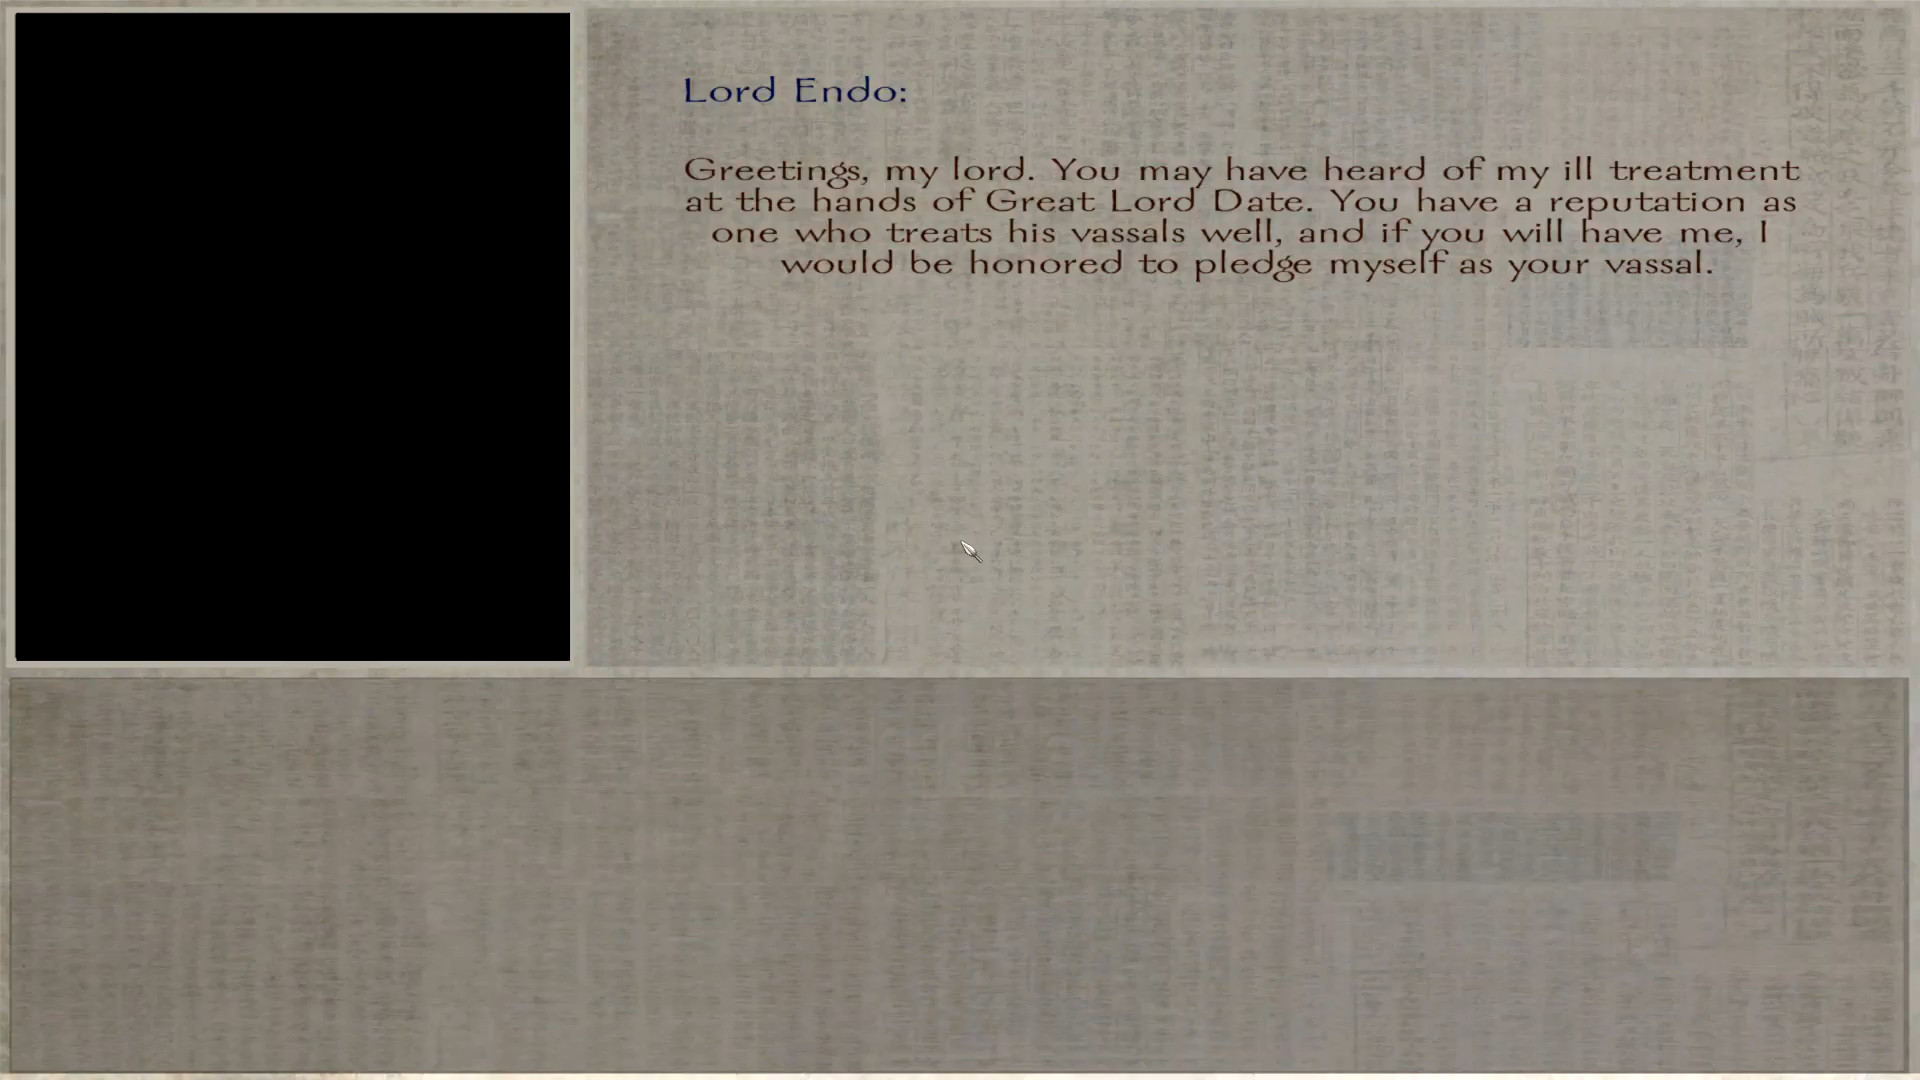 Lord Endo:
Greetings, my lord. You may have heard of my ill treatment
at the hands of Great Lord Date. You have a reputation as
one who treats his vassals well, and if you will have me, I
would be honored to pledge myself as your vassal.